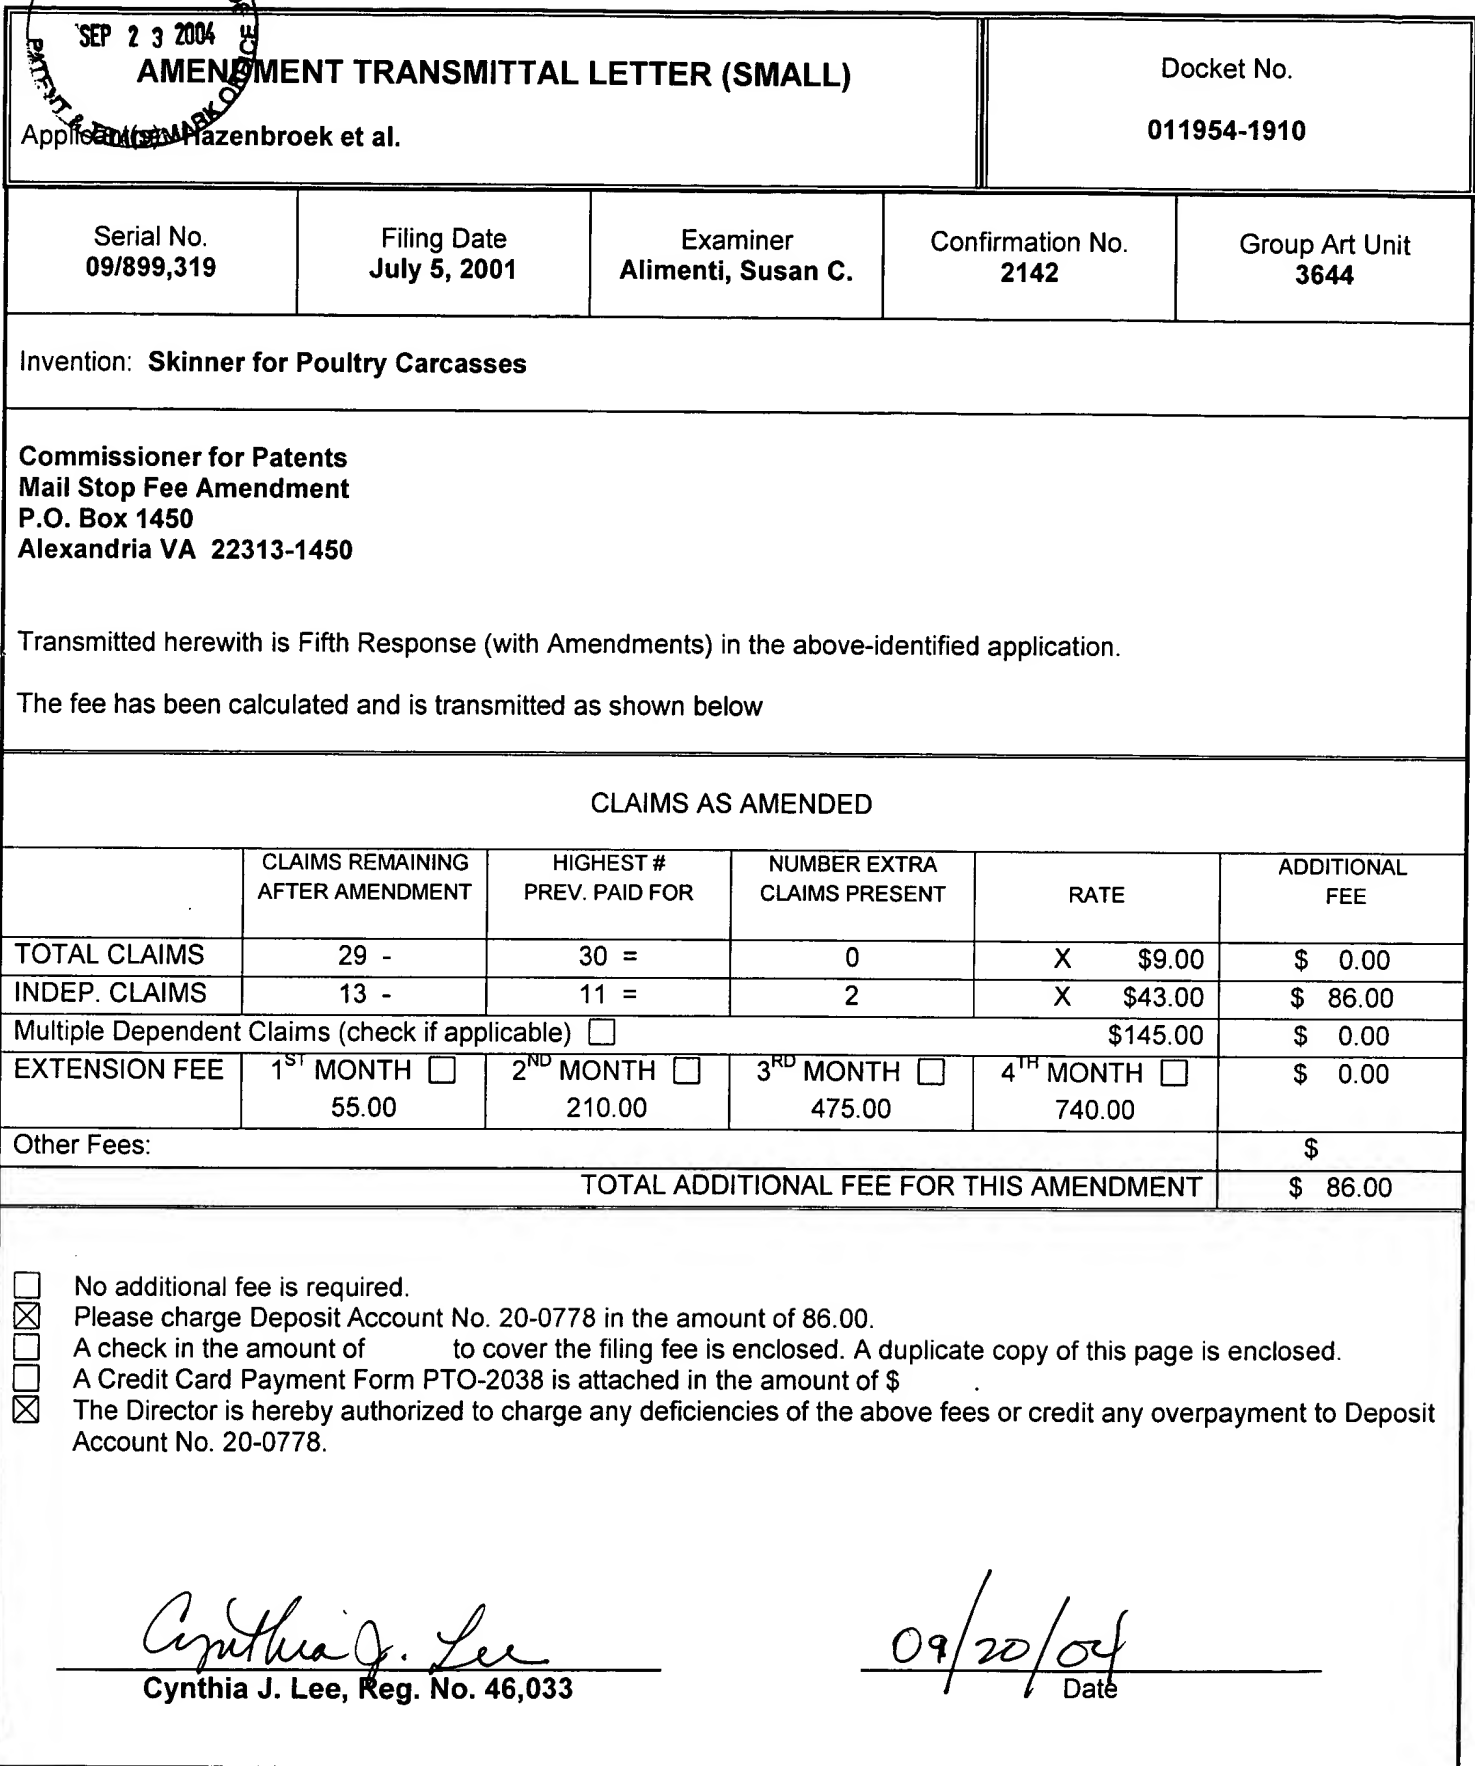 SEP 2 3 2004
PATENT & TRADEMARK OFFICE
AMENDMENT TRANSMITTAL LETTER (SMALL)
Hazenbroek et al.
Docket No.
011954-1910
Serial No.
09/899,319
Filing Date
July 5, 2001
Examiner
Alimenti, Susan C.
Confirmation No.
2142
Group Art Unit
3644
Invention: Skinner for Poultry Carcasses
Commissioner for Patents
Mail Stop Fee Amendment
P.O. Box 1450
Alexandria VA 22313-1450
Transmitted herewith is Fifth Response (with Amendments) in the above-identified application.
The fee has been calculated and is transmitted as shown below
CLAIMS AS AMENDED
CLAIMS REMAINING AFTER AMENDMENT
HIGHEST # PREV. PAID FOR
NUMBER EXTRA CLAIMS PRESENT
RATE
ADDITIONAL FEE
TOTAL CLAIMS 29 - 30 = 0 X $9.00 $ 0.00
INDEP. CLAIMS 13 - 11 = 2 X $43.00 $ 86.00
Multiple Dependent Claims (check if applicable) ☐ $145.00 $ 0.00
EXTENSION FEE 1ST MONTH ☐ 2ND MONTH ☐ 3RD MONTH ☐ 4TH MONTH ☐ $ 0.00
55.00 210.00 475.00 740.00
Other Fees: $
TOTAL ADDITIONAL FEE FOR THIS AMENDMENT $ 86.00
☐ No additional fee is required.
☒ Please charge Deposit Account No. 20-0778 in the amount of 86.00.
☐ A check in the amount of to cover the filing fee is enclosed. A duplicate copy of this page is enclosed.
☐ A Credit Card Payment Form PTO-2038 is attached in the amount of $ .
☒ The Director is hereby authorized to charge any deficiencies of the above fees or credit any overpayment to Deposit
Account No. 20-0778.
Cynthia J. Lee
09/20/04
Cynthia J. Lee, Reg. No. 46,033
Date